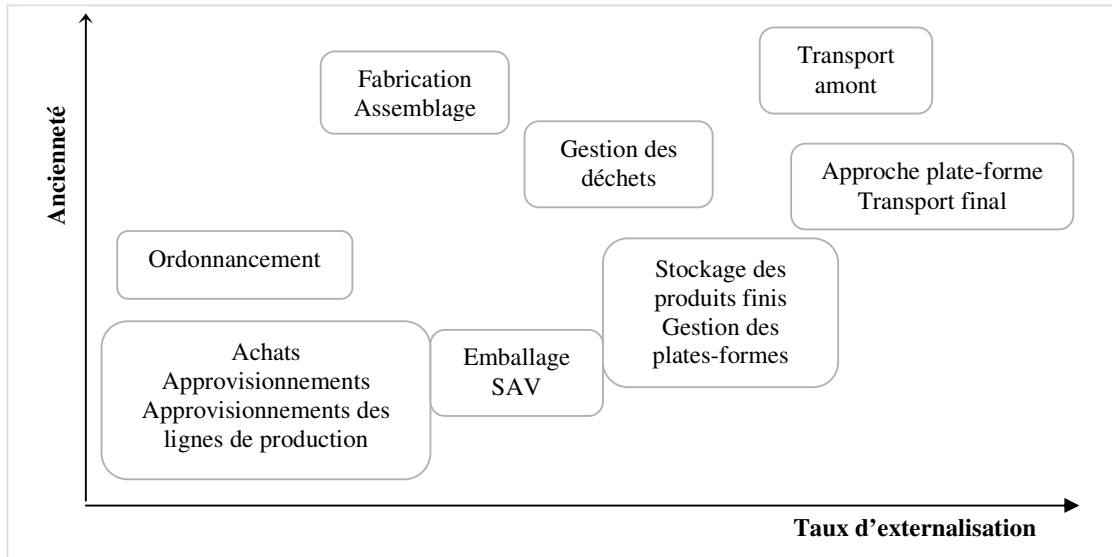 Ancienneté
Fabrication
Assemblage
Transport
amont
Gestion des
déchets
Approche plate-forme
Transport final
Ordonnancement
Stockage des
produits finis
Gestion des
plates-formes
Achats
Approvisionnements
Approvisionnements des
lignes de production
Emballage
SAV
Taux d’externalisation